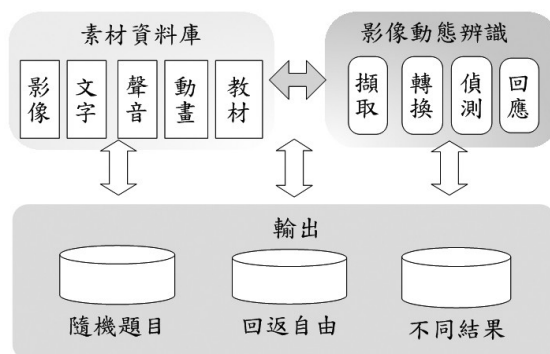 素材資料庫
影像
文字
聲音
動畫
教材
影像動態辨識
擷取
轉換
偵測
回應
輸出
隨機題目
回返自由
不同結果